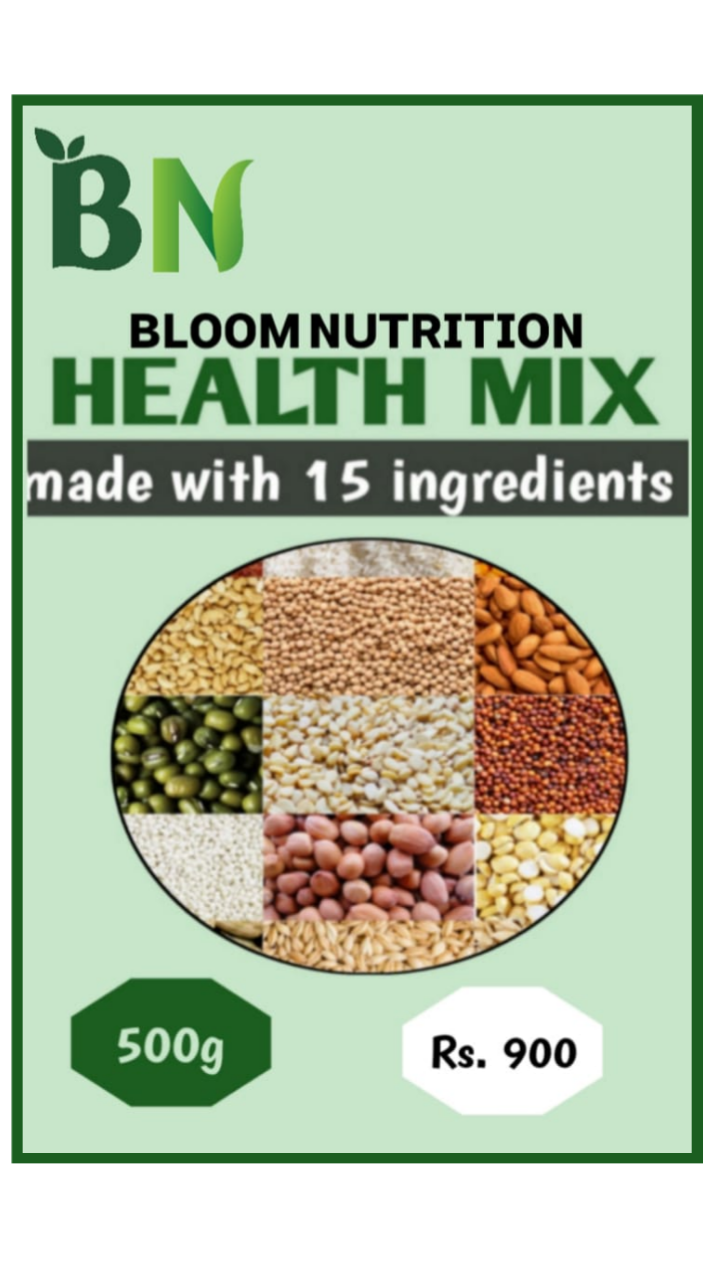 BN
BLOOM NUTRITION
HEALTH MIX
made with 15 ingredients
500g
Rs. 900